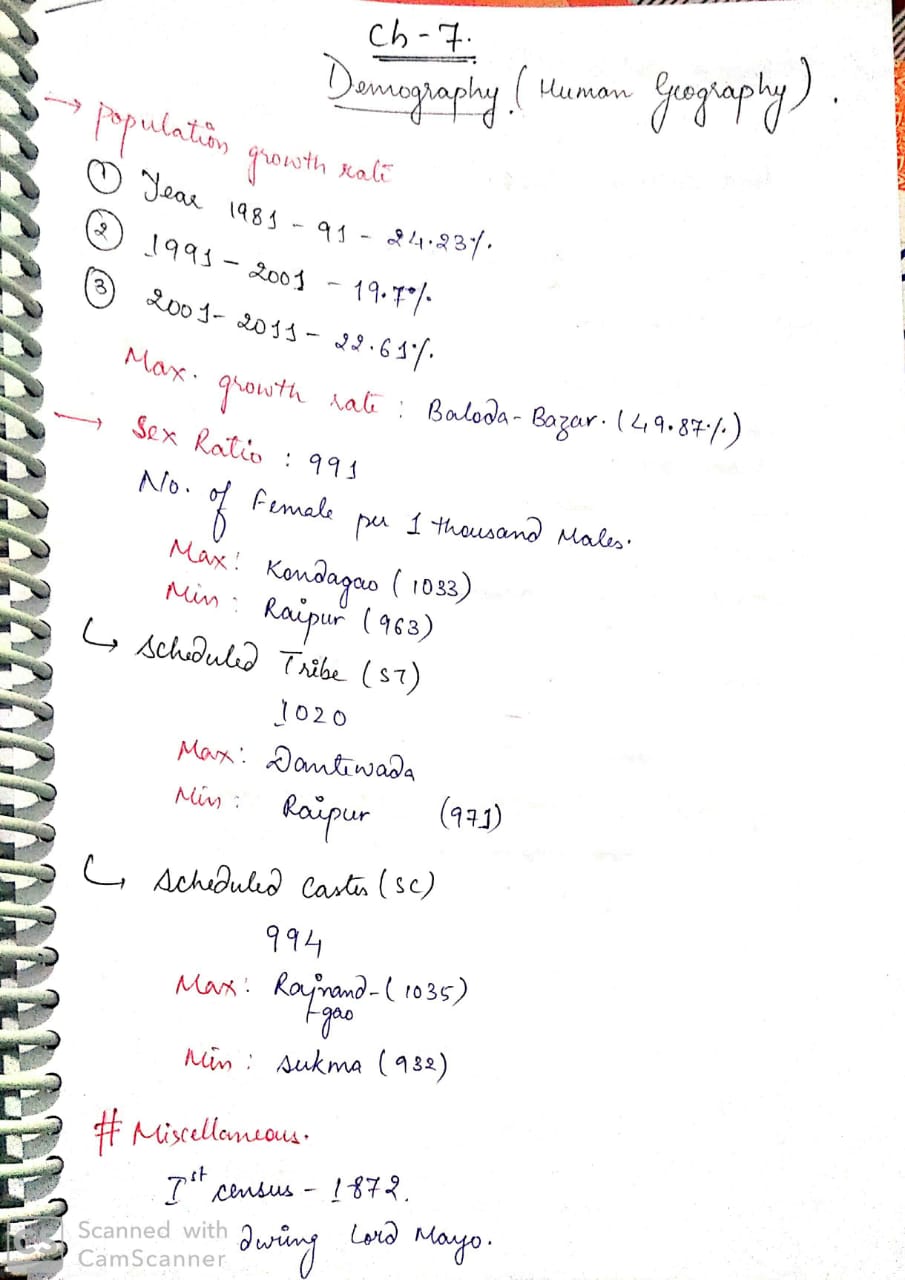 Ch-7.
Demography (Human Geography).
→ Population growth rate
① Year 1981 - 91 - 24.23%.
② 1991 - 2001 - 19.7%.
③ 2001 - 2011 - 22.61%.
Max. growth rate : Baloda-Bazar. (49.87%)
→ Sex Ratio : 991
No. of Female per 1 thousand Males.
Max: Kondagao (1033)
Min : Raipur (963)
↳ Scheduled Tribe (ST)
1020
Max: Dantewada
Min : Raipur (971)
↳ Scheduled Castes (SC)
994
Max: Rajnand-(1035)
gao
Min : Sukma (932)
# Miscellaneous.
Ist census - 1872.
during Lord Mayo.
CS Scanned with
CamScanner